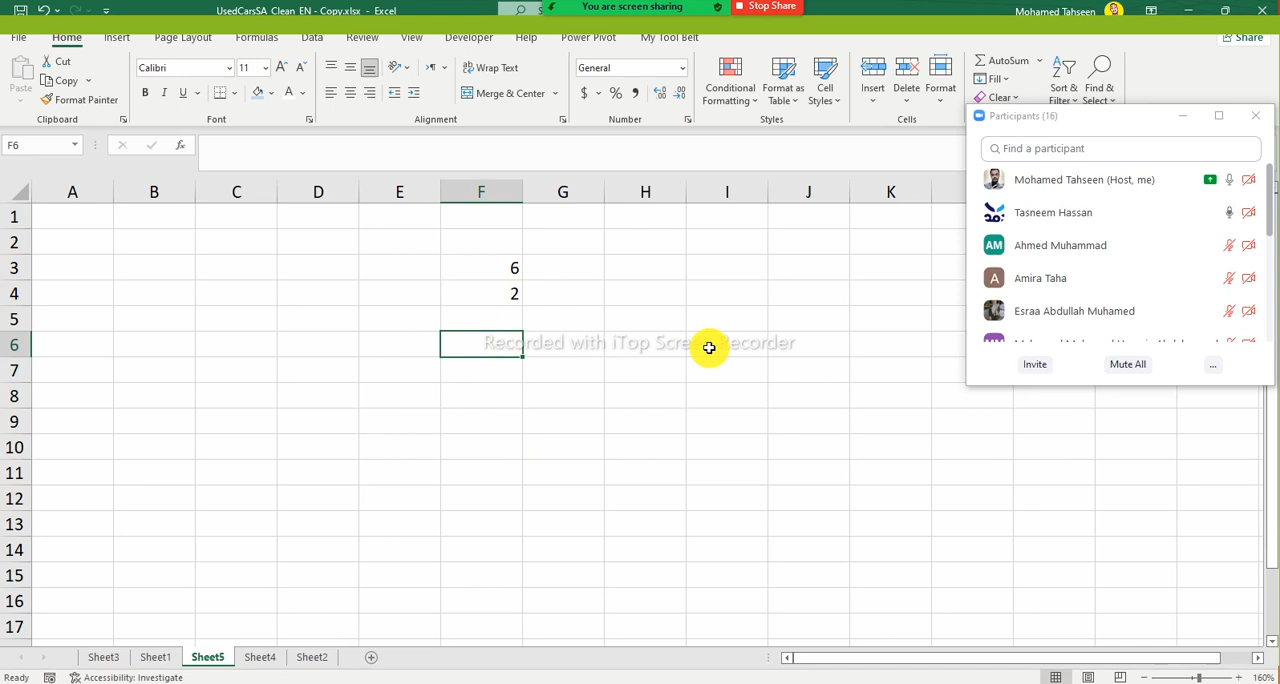 UsedCarsSA_Clean_EN - Copy.xlsx - Excel
You are screen sharing
Stop Share
Mohamed Tahseen
File Home Insert Page Layout Formulas Data Review View Developer Help Power Pivot My Tool Belt
Share
Paste
Cut
Copy
Format Painter
Clipboard
Calibri 11
B I U
Font
Wrap Text
Merge & Center
Alignment
General
$ % ,
Number
Conditional Formatting
Format as Table
Cell Styles
Styles
Insert Delete Format
Cells
AutoSum
Fill
Clear
Sort & Filter
Find & Select
F6
fx
Participants (16)
Find a participant
Mohamed Tahseen (Host, me)
Tasneem Hassan
AM Ahmed Muhammad
A Amira Taha
Esraa Abdullah Muhamed
Invite Mute All ...
A B C D E F G H I J K
1
2
3 6
4 2
5
6
Recorded with iTop Screen Recorder
7
8
9
10
11
12
13
14
15
16
17
Sheet3 Sheet1 Sheet5 Sheet4 Sheet2
Ready
Accessibility: Investigate
160%